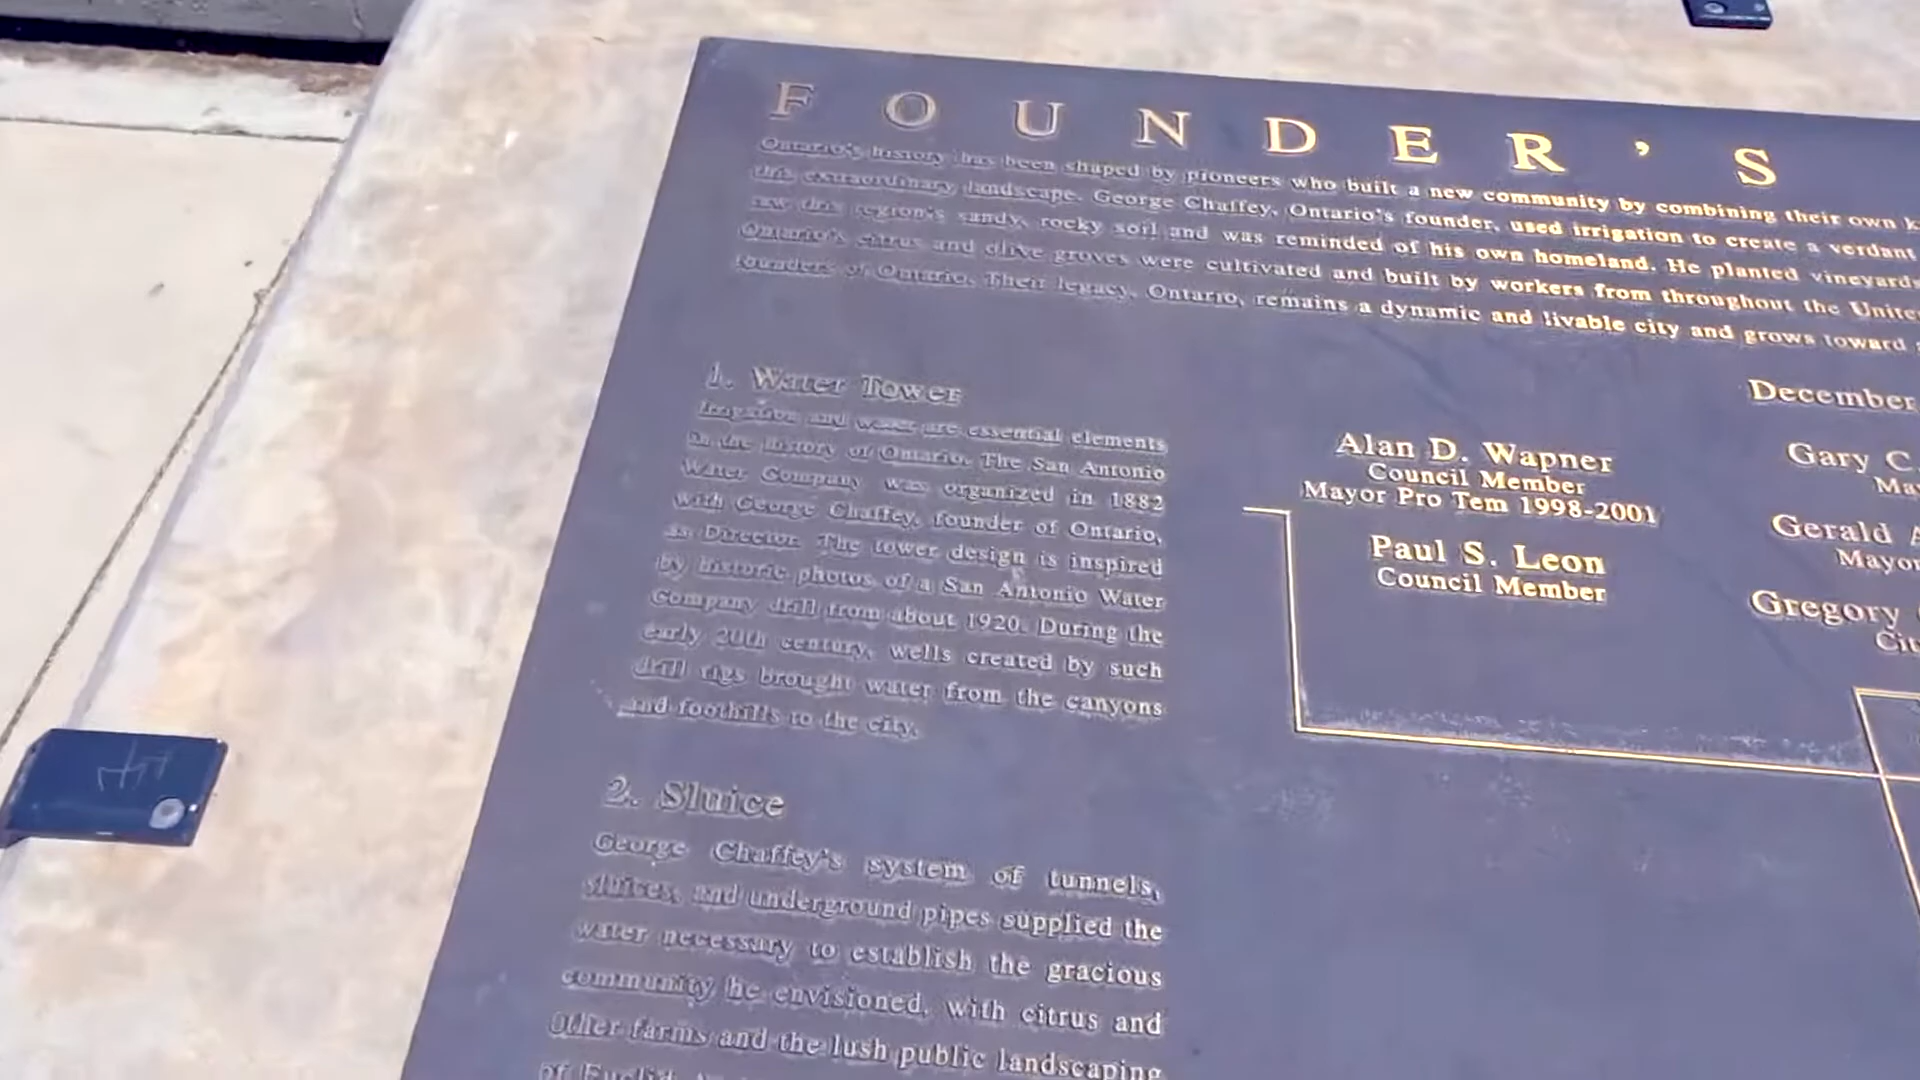 FOUNDER'S
Ontario's history has been shaped by pioneers who built a new community by combining their own
this extraordinary landscape. George Chaffey, Ontario's founder, used irrigation to create a verdant
saw this region's sandy, rocky soil and was reminded of his own homeland. He planted vineyards
Ontario's citrus and olive groves were cultivated and built by workers from throughout the
founders of Ontario. Their legacy, Ontario, remains a dynamic and livable city and grows toward
1. Water Tower
Irrigation and water are essential elements
in the history of Ontario. The San Antonio
Water Company was organized in 1882
with George Chaffey, founder of Ontario,
as Director. The tower design is inspired
by historic photos of a San Antonio Water
Company drill from about 1920. During the
early 20th century, wells created by such
drill rigs brought water from the canyons
and foothills to the city.
December
Alan D. Wapner
Council Member
Mayor Pro Tem 1998-2001
Paul S. Leon
Council Member
Gary C.
Gerald
Mayor
Gregory
2. Sluice
George Chaffey's system of tunnels,
sluices, and underground pipes supplied the
water necessary to establish the gracious
community he envisioned, with citrus and
other farms and the lush public landscaping
of Euclid